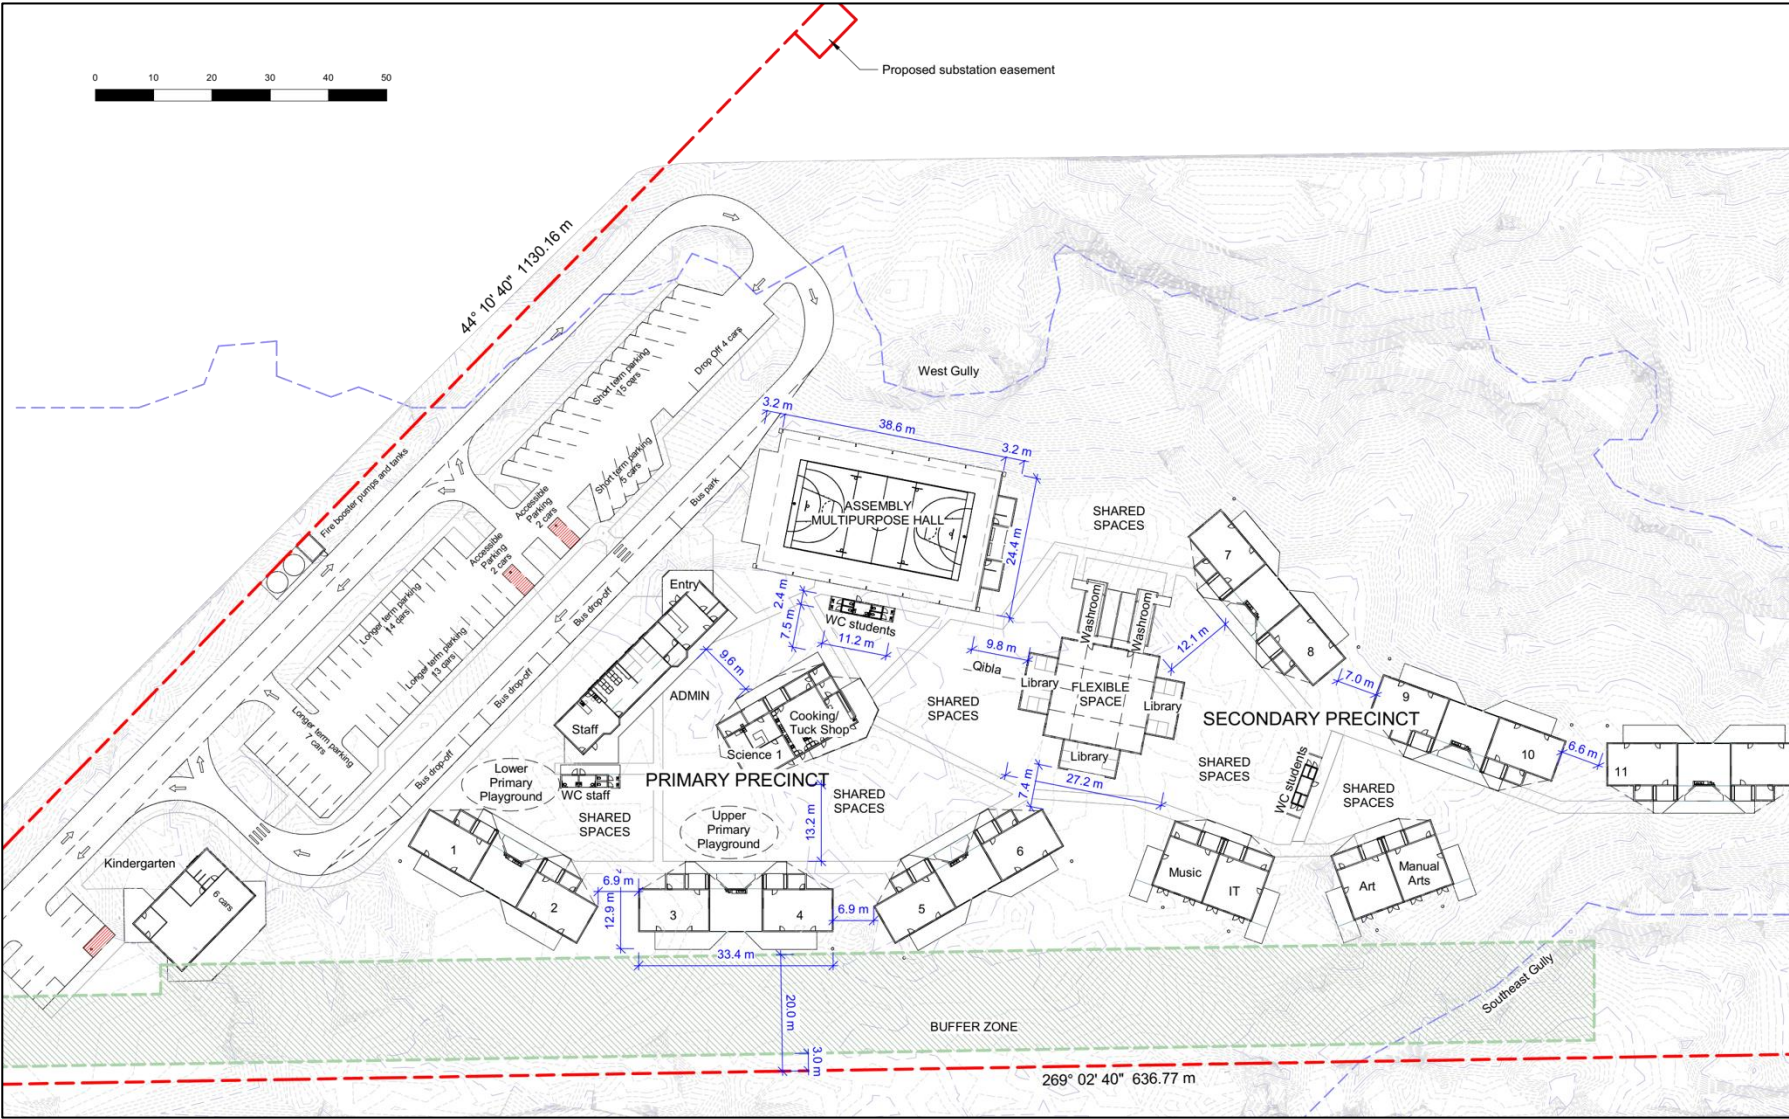 0 10 20 30 40 50
Proposed substation easement
44° 10' 40" 1130.16 m
West Gully
Short term parking
15 cars
Drop Off 4 cars
Short term parking
5 cars
Bus park
Fire booster pumps and tanks
Accessible
Parking
2 cars
Accessible
Parking
2 cars
Longer term parking
14 cars
Longer term parking
13 cars
Longer term parking
7 cars
Bus drop-off
Bus drop-off
Bus drop-off
3.2 m
38.6 m
3.2 m
24.4 m
ASSEMBLY
MULTIPURPOSE HALL
SHARED
SPACES
2.4 m
7.5 m
WC students
11.2 m
Entry
9.6 m
ADMIN
Staff
Cooking/
Tuck Shop
Science 1
WC staff
PRIMARY PRECINCT
Lower
Primary
Playground
SHARED
SPACES
Upper
Primary
Playground
13.2 m
SHARED
SPACES
SHARED
SPACES
9.8 m
Qibla
Washroom
Washroom
Library
FLEXIBLE
SPACE
Library
Library
12.1 m
7
8
7.0 m
9
10
6.6 m
11
SECONDARY PRECINCT
SHARED
SPACES
WC students
SHARED
SPACES
7.4 m
27.2 m
Music
IT
Art
Manual
Arts
Kindergarten
6 cars
1
2
6.9 m
12.9 m
3
4
33.4 m
6.9 m
5
6
20.0 m
3.0 m
BUFFER ZONE
Southeast Gully
269° 02' 40" 636.77 m